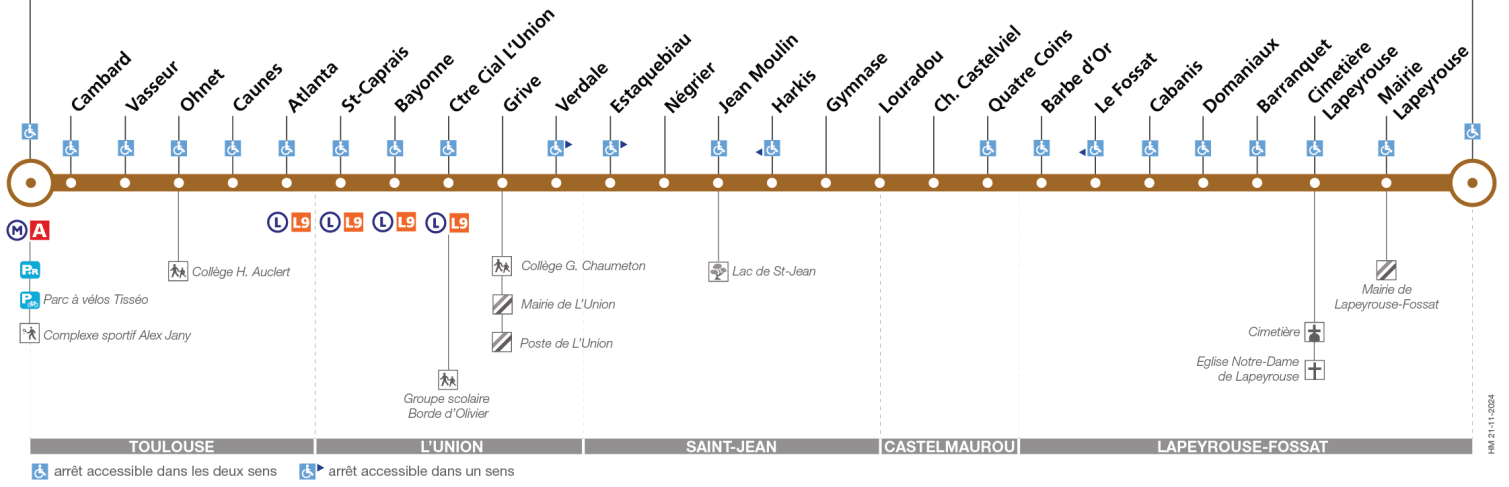 Cambard
Vasseur
Ohnet
Caunes
Atlanta
St-Caprais
Bayonne
Ctre Cial L'Union
Grive
Verdale
Estaquebiau
Négrier
Jean Moulin
Harkis
Gymnase
Louradou
Ch. Castelviel
Quatre Coins
Barbe d'Or
Le Fossat
Cabanis
Domaniaux
Barranquet
Cimetière
Lapeyrouse
Mairie
Lapeyrouse
M A
L L9
L L9
L L9
L L9
P+R
P
Parc à vélos Tisséo
Complexe sportif Alex Jany
Collège H. Auclert
Groupe scolaire
Borde d'Olivier
Collège G. Chaumeton
Mairie de L'Union
Poste de L'Union
Lac de St-Jean
Cimetière
Eglise Notre-Dame
de Lapeyrouse
Mairie de
Lapeyrouse-Fossat
HM 21-11-2024
TOULOUSE
L'UNION
SAINT-JEAN
CASTELMAUROU
LAPEYROUSE-FOSSAT
arrêt accessible dans les deux sens
arrêt accessible dans un sens